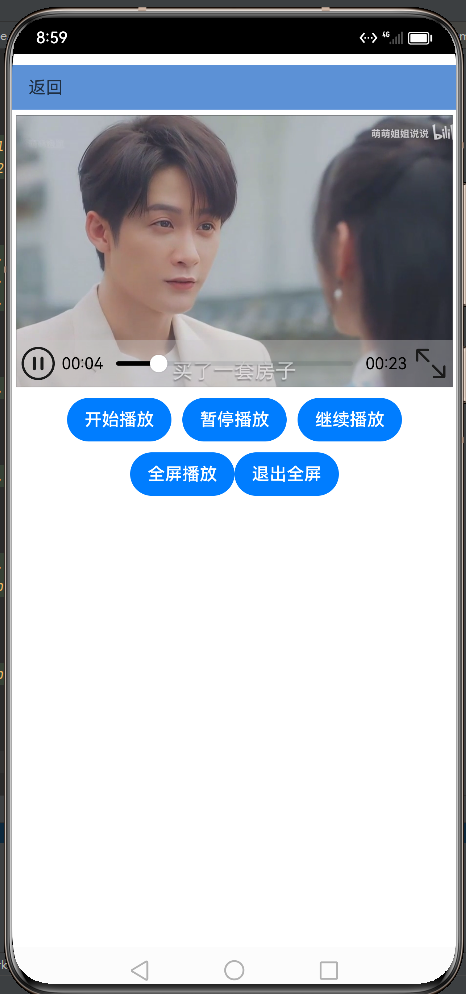 8:59
4G
返回
萌萌姐姐说说 bili
00:04
00:23
买了一套房子
开始播放
暂停播放
继续播放
全屏播放
退出全屏